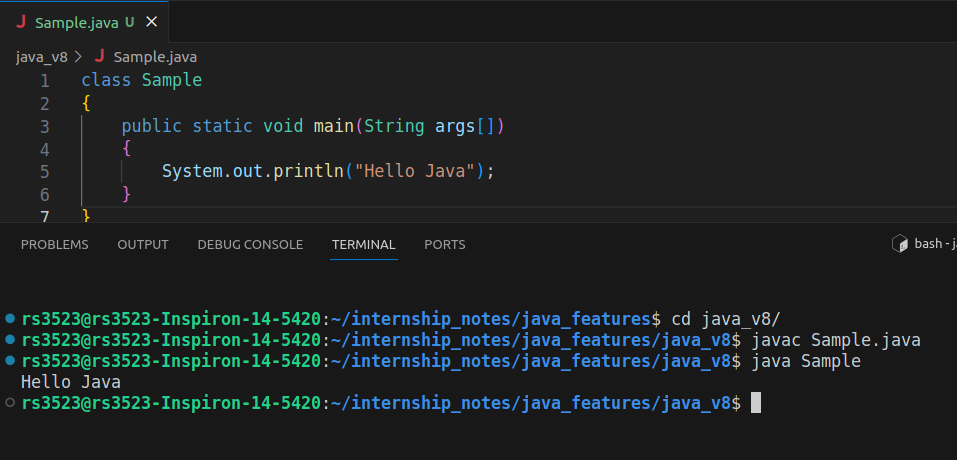 Sample.java U
java_v8 > Sample.java
1 class Sample
2 {
3     public static void main(String args[])
4     {
5         System.out.println("Hello Java");
6     }
7 }
PROBLEMS OUTPUT DEBUG CONSOLE TERMINAL PORTS bash - ja
rs3523@rs3523-Inspiron-14-5420:~/internship_notes/java_features$ cd java_v8/
rs3523@rs3523-Inspiron-14-5420:~/internship_notes/java_features/java_v8$ javac Sample.java
rs3523@rs3523-Inspiron-14-5420:~/internship_notes/java_features/java_v8$ java Sample
Hello Java
rs3523@rs3523-Inspiron-14-5420:~/internship_notes/java_features/java_v8$